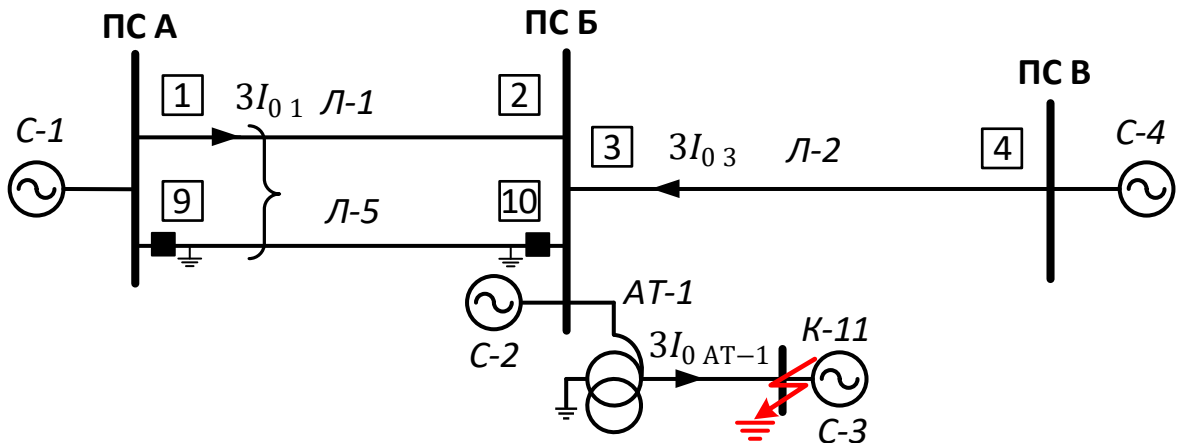 ПС А
ПС Б
ПС В
1
3I₀ ₁
Л-1
2
С-1
3
3I₀ ₃
Л-2
4
С-4
9
Л-5
10
С-2
АТ-1
3I₀ АТ−1
К-11
С-3